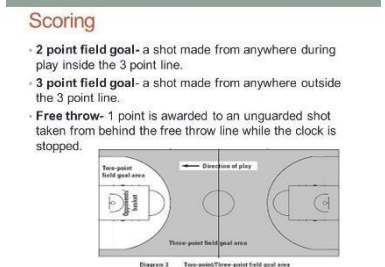 Scoring
• 2 point field goal- a shot made from anywhere during
play inside the 3 point line.
• 3 point field goal- a shot made from anywhere outside
the 3 point line.
• Free throw- 1 point is awarded to an unguarded shot
taken from behind the free throw line while the clock is
stopped.
Two-point
field goal area
Direction of play
Opponents'
basket
Three-point field goal area
Diagram 3 Two-point/Three-point field goal area